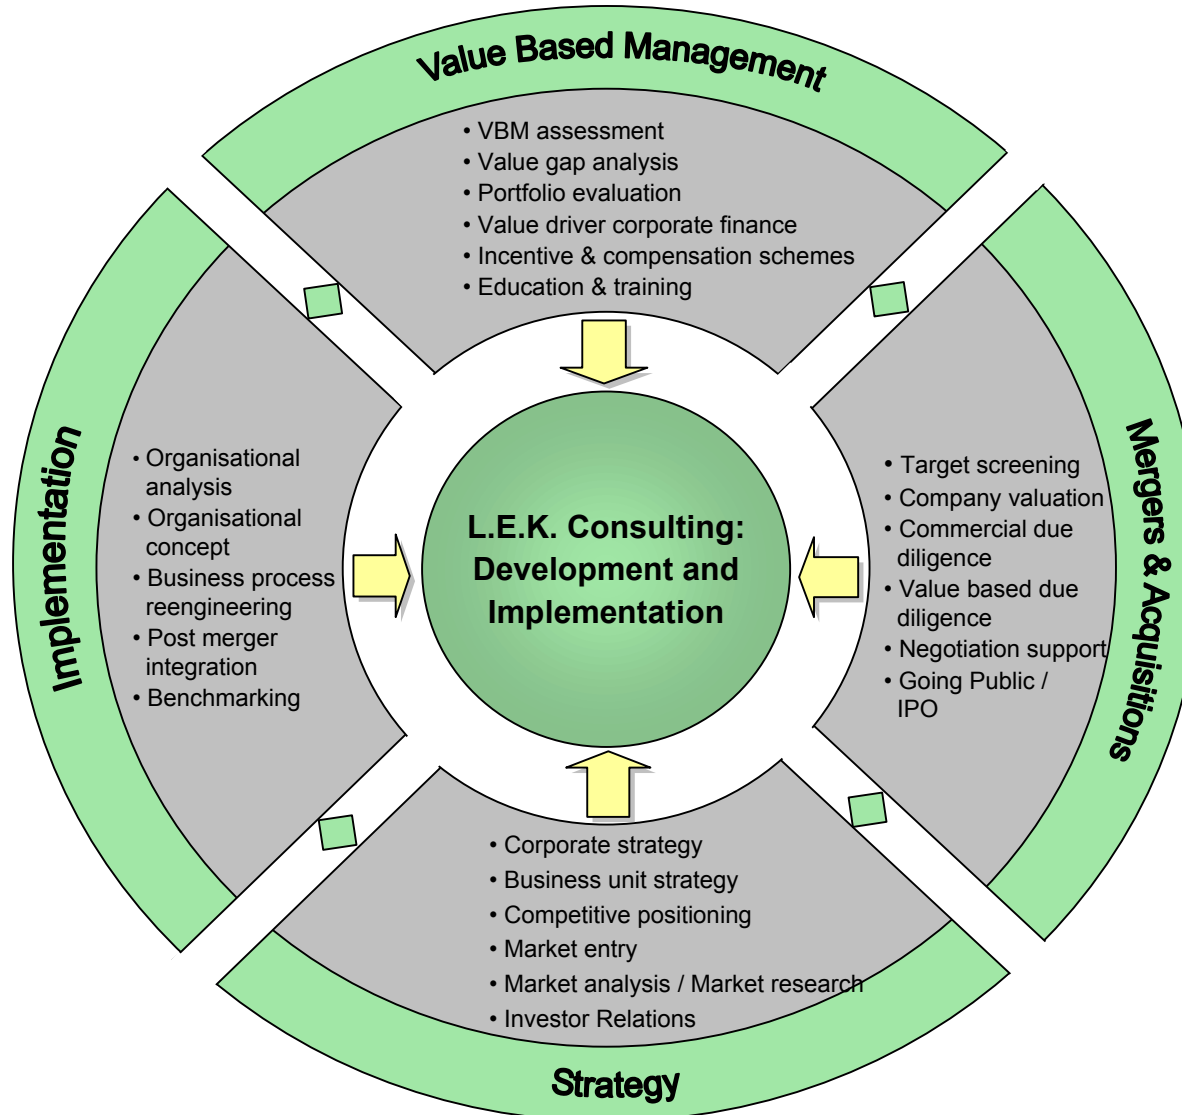 Value Based Management
• VBM assessment
• Value gap analysis
• Portfolio evaluation
• Value driver corporate finance
• Incentive & compensation schemes
• Education & training
Implementation
• Organisational
analysis
• Organisational
concept
• Business process
reengineering
• Post merger
integration
• Benchmarking
L.E.K. Consulting:
Development and
Implementation
Mergers & Acquisitions
• Target screening
• Company valuation
• Commercial due
diligence
• Value based due
diligence
• Negotiation support
• Going Public /
IPO
• Corporate strategy
• Business unit strategy
• Competitive positioning
• Market entry
• Market analysis / Market research
• Investor Relations
Strategy